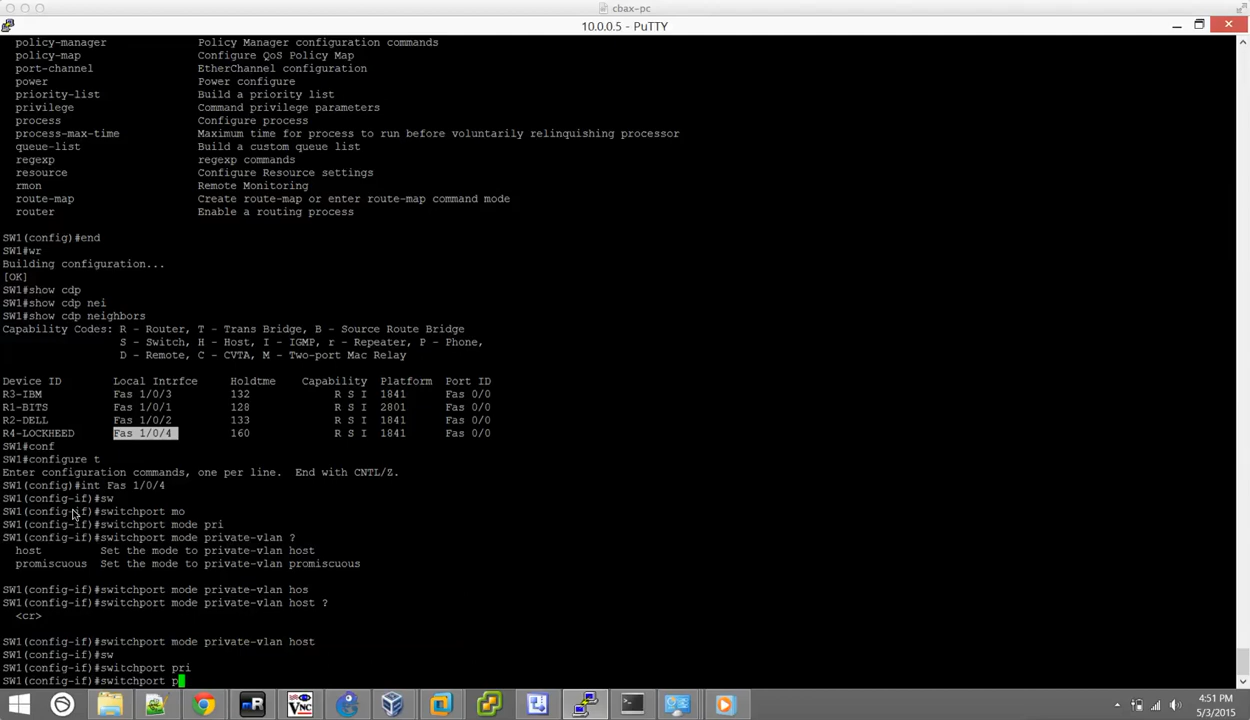 cbax-pc
10.0.0.5 - PuTTY
policy-manager Policy Manager configuration commands
policy-map Configure QoS Policy Map
port-channel EtherChannel configuration
power Power configure
priority-list Build a priority list
privilege Command privilege parameters
process Configure process
process-max-time Maximum time for process to run before voluntarily relinquishing processor
queue-list Build a custom queue list
regexp regexp commands
resource Configure Resource settings
rmon Remote Monitoring
route-map Create route-map or enter route-map command mode
router Enable a routing process
SW1(config)#end
SW1#wr
Building configuration...
[OK]
SW1#show cdp
SW1#show cdp nei
SW1#show cdp neighbors
Capability Codes: R - Router, T - Trans Bridge, B - Source Route Bridge
S - Switch, H - Host, I - IGMP, r - Repeater, P - Phone,
D - Remote, C - CVTA, M - Two-port Mac Relay
Device ID Local Intrfce Holdtme Capability Platform Port ID
R3-IBM Fas 1/0/3 132 R S I 1841 Fas 0/0
R1-BITS Fas 1/0/1 128 R S I 2801 Fas 0/0
R2-DELL Fas 1/0/2 133 R S I 1841 Fas 0/0
R4-LOCKHEED Fas 1/0/4 160 R S I 1841 Fas 0/0
SW1#conf
SW1#configure t
Enter configuration commands, one per line. End with CNTL/Z.
SW1(config)#int Fas 1/0/4
SW1(config-if)#sw
SW1(config-if)#switchport mo
SW1(config-if)#switchport mode pri
SW1(config-if)#switchport mode private-vlan ?
host Set the mode to private-vlan host
promiscuous Set the mode to private-vlan promiscuous
SW1(config-if)#switchport mode private-vlan hos
SW1(config-if)#switchport mode private-vlan host ?
<cr>
SW1(config-if)#switchport mode private-vlan host
SW1(config-if)#sw
SW1(config-if)#switchport pri
SW1(config-if)#switchport p
4:51 PM
5/3/2015